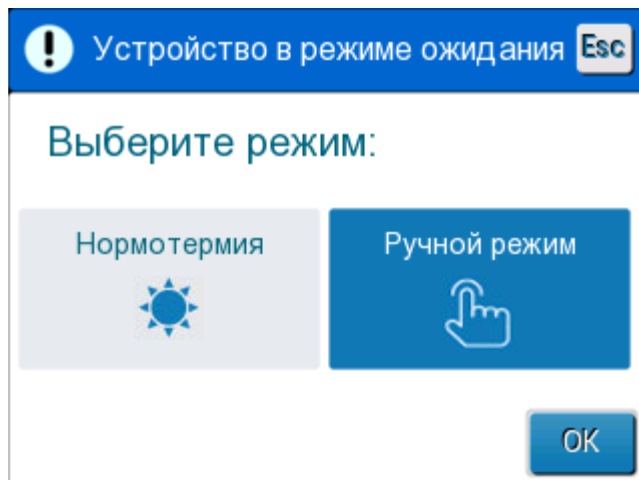 Устройство в режиме ожидания Esc
Выберите режим:
Нормотермия
Ручной режим
OK